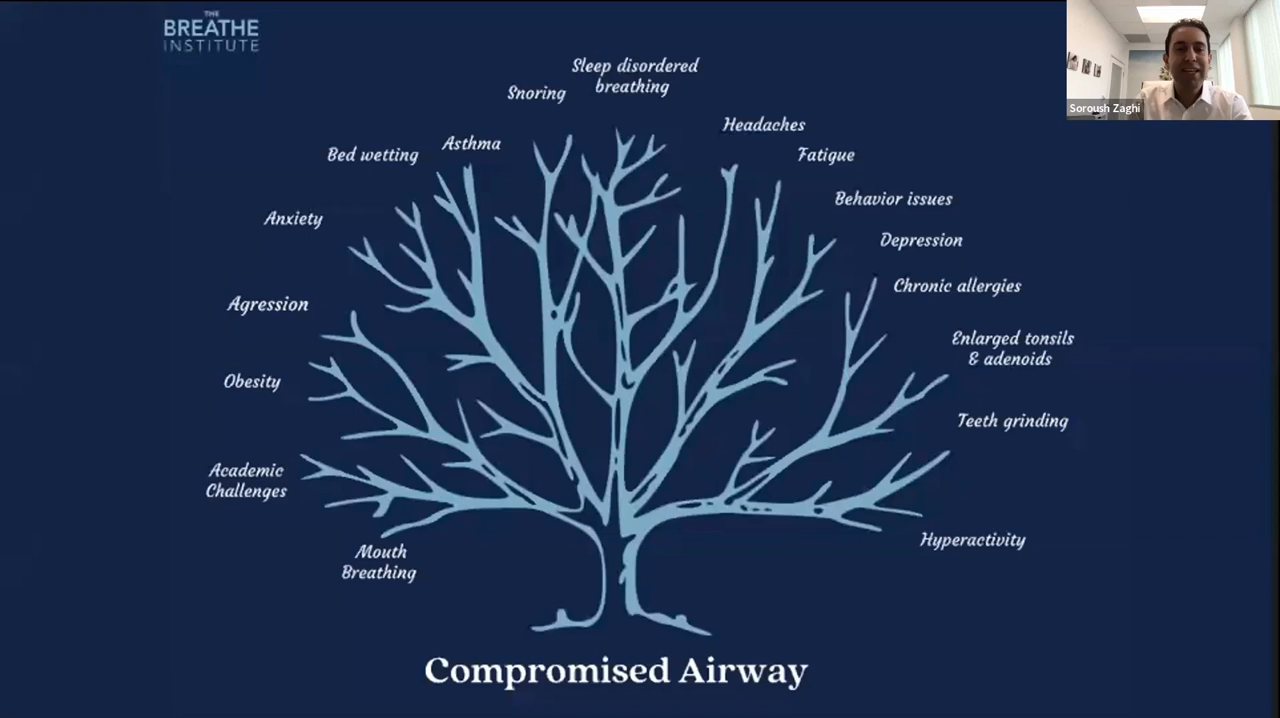 THE
BREATHE
INSTITUTE
Soroush Zaghi
Sleep disordered
breathing
Snoring
Headaches
Asthma
Bed wetting
Fatigue
Behavior issues
Anxiety
Depression
Chronic allergies
Agression
Enlarged tonsils
& adenoids
Obesity
Teeth grinding
Academic
Challenges
Hyperactivity
Mouth
Breathing
Compromised Airway